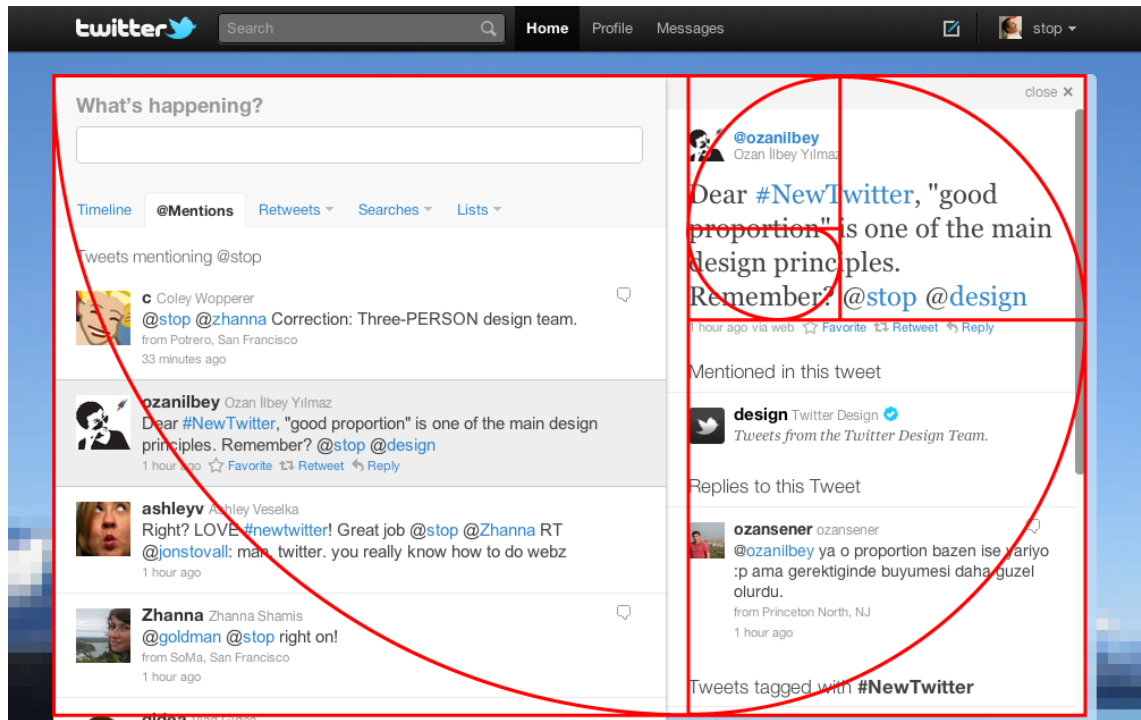 twitter
Search
Home
Profile
Messages
stop
What's happening?
Timeline
@Mentions
Retweets
Searches
Lists
Tweets mentioning @stop
c Coley Wopperer
@stop @zhanna Correction: Three-PERSON design team.
from Potrero, San Francisco
33 minutes ago
ozanilbey Ozan İlbey Yılmaz
Dear #NewTwitter, "good proportion" is one of the main design
principles. Remember? @stop @design
1 hour ago Favorite Retweet Reply
ashleyv Ashley Veselka
Right? LOVE #newtwitter! Great job @stop @Zhanna RT
@jonstovall: man, twitter. you really know how to do webz
1 hour ago
Zhanna Zhanna Shamis
@goldman @stop right on!
from SoMa, San Francisco
1 hour ago
close ×
@ozanilbey
Ozan İlbey Yılmaz
Dear #NewTwitter, "good
proportion" is one of the main
design principles.
Remember? @stop @design
1 hour ago via web Favorite Retweet Reply
Mentioned in this tweet
design Twitter Design
Tweets from the Twitter Design Team.
Replies to this Tweet
ozansener ozansener
@ozanilbey ya o proportion bazen ise yariyo
:p ama gerektiginde buyumesi daha guzel
olurdu.
from Princeton North, NJ
1 hour ago
Tweets tagged with #NewTwitter